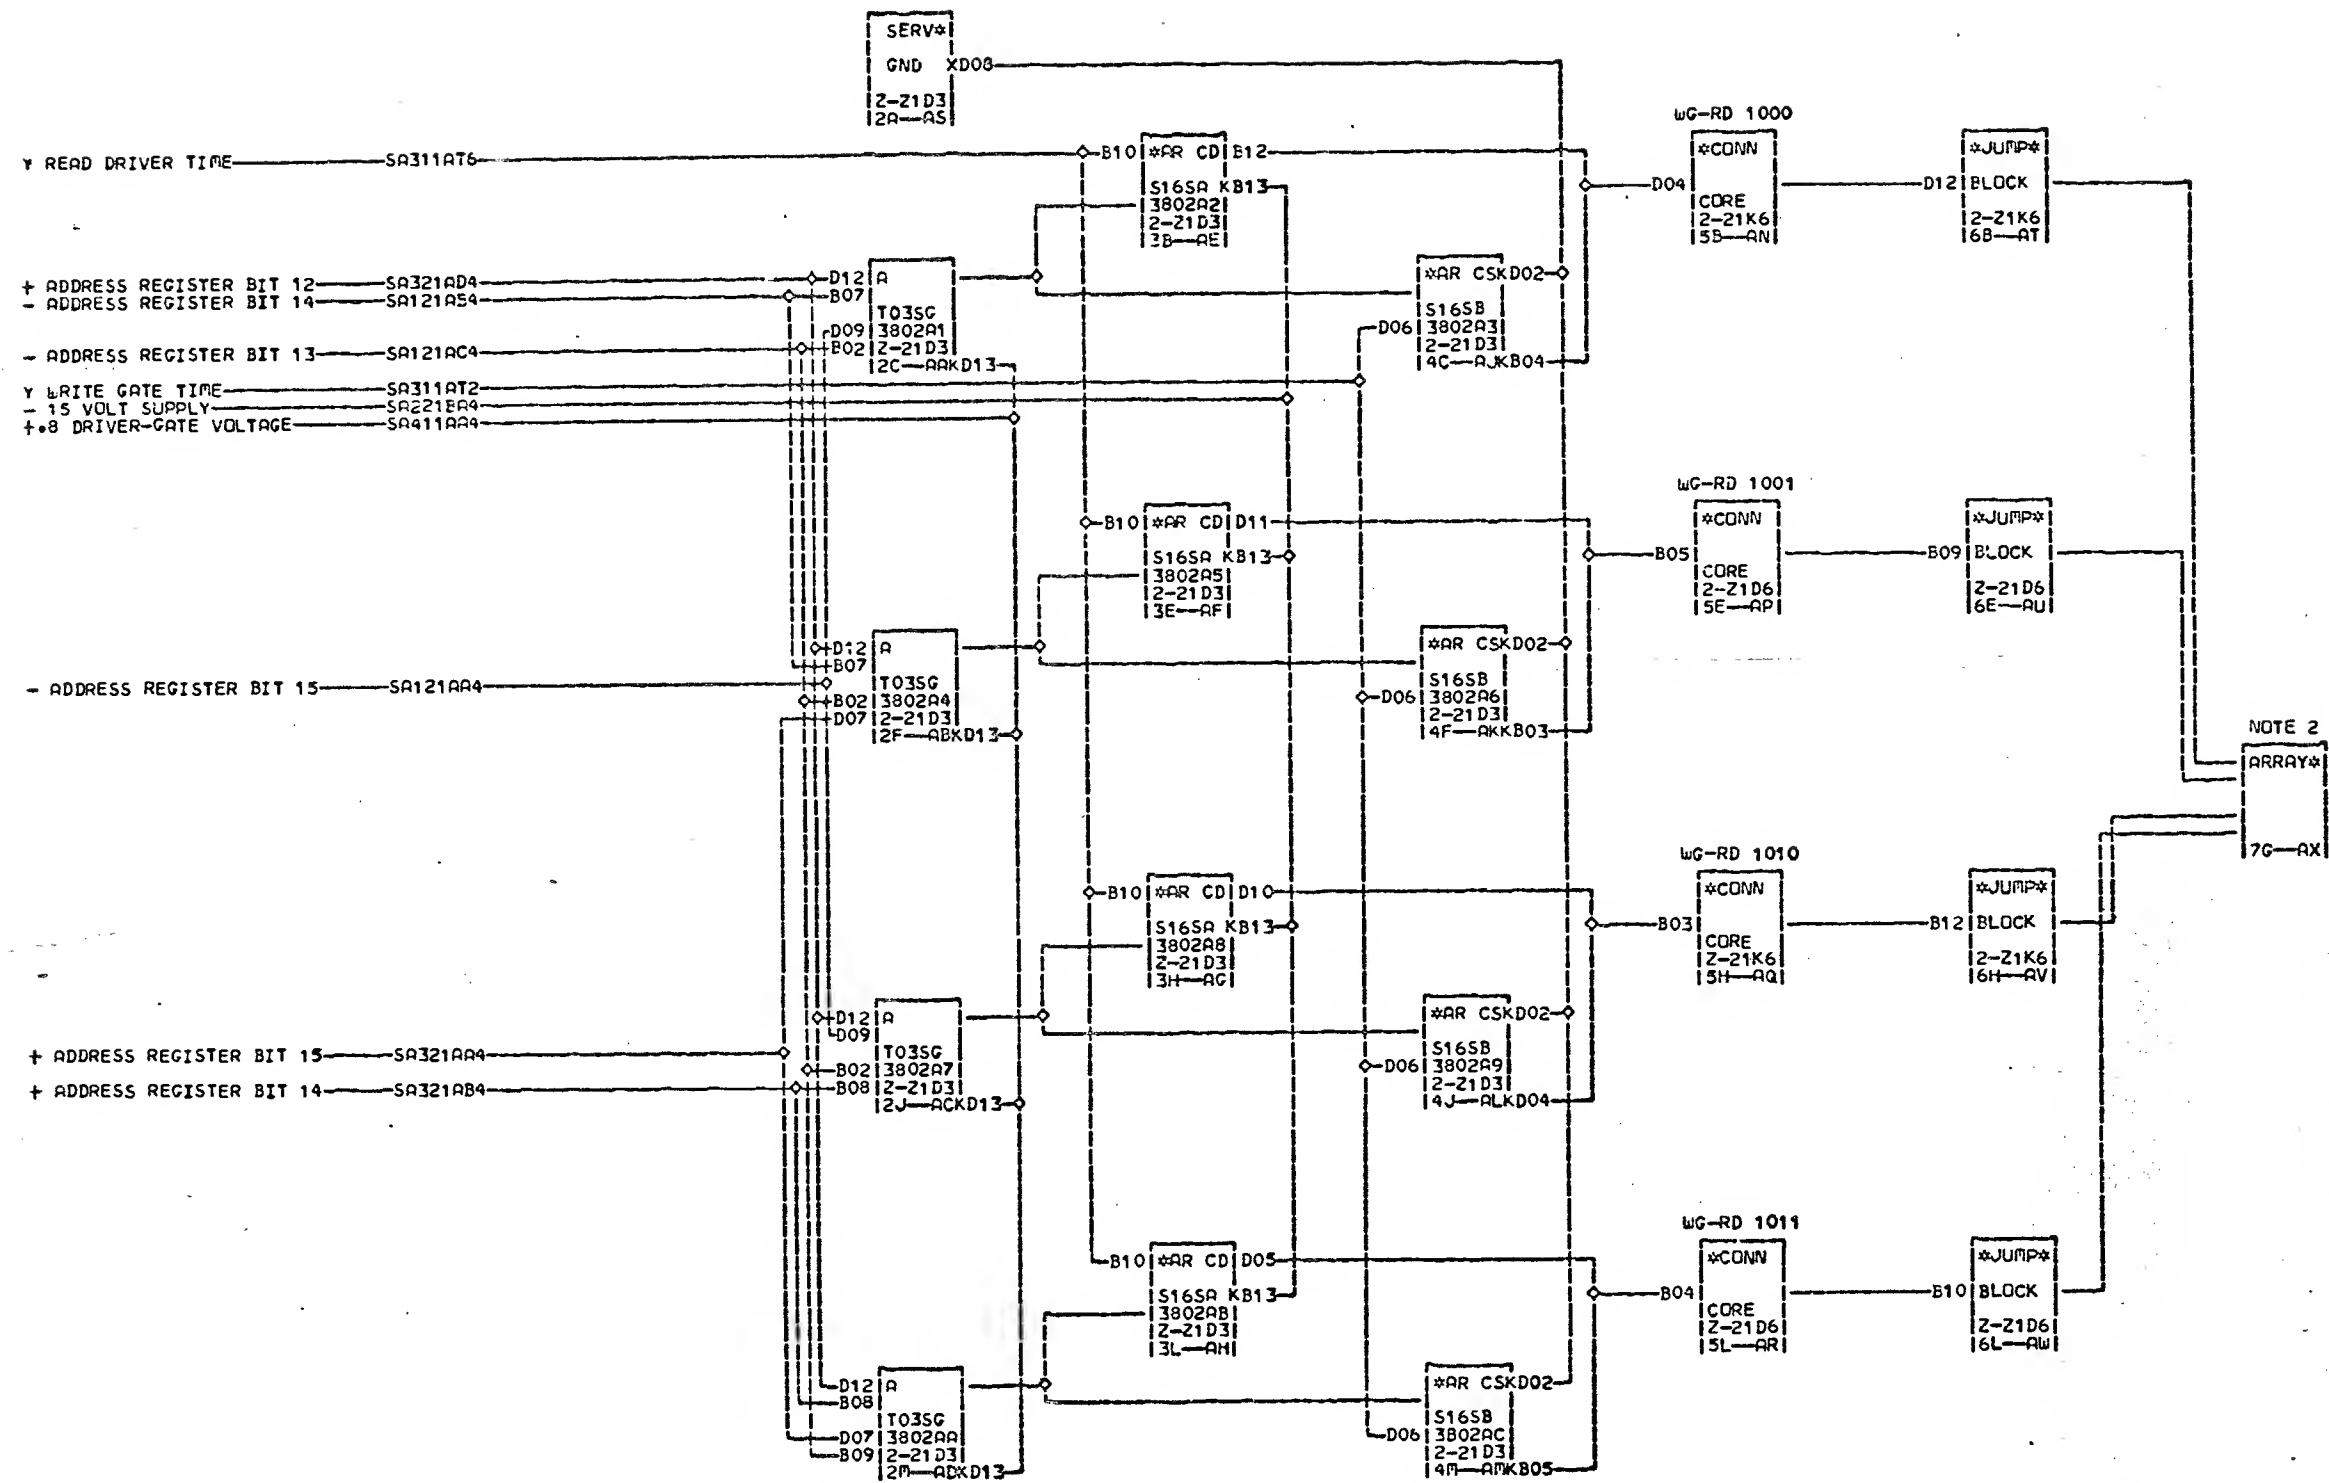 SERV*
GND XD08
2-Z1D3
2A—AS
WG-RD 1000
Y READ DRIVER TIME SA311AT6
B10 *AR CD B12
S16SA KB13
3802A2
2-Z1D3
3B—AE
D04 *CONN
CORE
2-21K6
5B—AN
D12 *JUMP*
BLOCK
2-Z1K6
6B—AT
+ ADDRESS REGISTER BIT 12 SA321AD4
- ADDRESS REGISTER BIT 14 SA121AS4
- ADDRESS REGISTER BIT 13 SA121AC4
Y WRITE GATE TIME SA311AT2
- 15 VOLT SUPPLY SA221BA4
+.8 DRIVER-GATE VOLTAGE SA411AA4
D12 A
B07
T03SG
D09 3802A1
B02 Z-21D3
2C—AAKD13
*AR CSKD02
S16SB
D06 3802A3
2-21D3
4C—AJKB04
WG-RD 1001
B10 *AR CD D11
S16SA KB13
3802A5
2-21D3
3E—AF
*CONN
B05
CORE
2-Z1D6
5E—AP
*JUMP*
B09 BLOCK
Z-21D6
6E—AU
- ADDRESS REGISTER BIT 15 SA121AA4
D12 A
B07
T03SG
B02 3802A4
D07 2-21D3
2F—ABKD13
*AR CSKD02
S16SB
D06 3802A6
2-21D3
4F—AKKB03
NOTE 2
ARRAY*
7G—AX
WG-RD 1010
B10 *AR CD D10
S16SA KB13
3802A8
Z-21D3
3H—AG
*CONN
B03
CORE
Z-21K6
5H—AQ
*JUMP*
B12 BLOCK
2-Z1K6
6H—AV
+ ADDRESS REGISTER BIT 15 SA321AA4
+ ADDRESS REGISTER BIT 14 SA321AB4
D12 A
D09
T03SG
B02 3802A7
B08 2-Z1D3
2J—ACKD13
*AR CSKD02
S16SB
D06 3802A9
2-Z1D3
4J—ALKD04
WG-RD 1011
B10 *AR CD D05
S16SA KB13
3802AB
Z-Z1D3
3L—AH
*CONN
B04
CORE
Z-21D6
5L—AR
*JUMP*
B10 BLOCK
Z-Z1D6
6L—AW
D12 A
B08
T03SG
D07 3802AA
B09 2-21D3
2M—ADKD13
*AR CSKD02
S16SB
D06 3802AC
2-21D3
4M—AMKB05